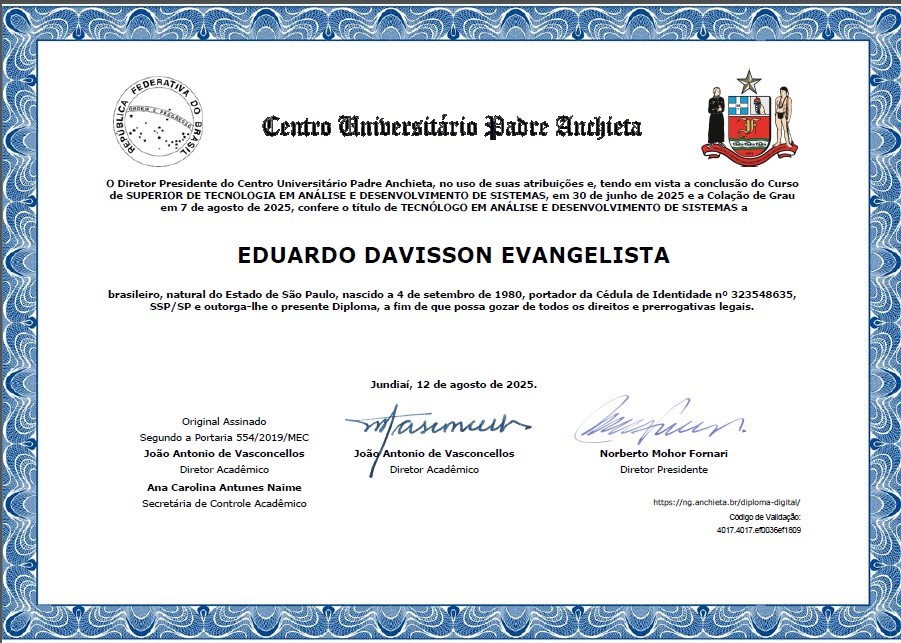 REPÚBLICA FEDERATIVA DO BRASIL
ORDEM E PROGRESSO
Centro Universitário Padre Anchieta
O Diretor Presidente do Centro Universitário Padre Anchieta, no uso de suas atribuições e, tendo em vista a conclusão do Curso
de SUPERIOR DE TECNOLOGIA EM ANÁLISE E DESENVOLVIMENTO DE SISTEMAS, em 30 de junho de 2025 e a Colação de Grau
em 7 de agosto de 2025, confere o título de TECNÓLOGO EM ANÁLISE E DESENVOLVIMENTO DE SISTEMAS a
EDUARDO DAVISSON EVANGELISTA
brasileiro, natural do Estado de São Paulo, nascido a 4 de setembro de 1980, portador da Cédula de Identidade nº 323548635,
SSP/SP e outorga-lhe o presente Diploma, a fim de que possa gozar de todos os direitos e prerrogativas legais.
Jundiaí, 12 de agosto de 2025.
Original Assinado
Segundo a Portaria 554/2019/MEC
João Antonio de Vasconcellos
Diretor Acadêmico
Ana Carolina Antunes Naime
Secretária de Controle Acadêmico
João Antonio de Vasconcellos
Diretor Acadêmico
Norberto Mohor Fornari
Diretor Presidente
https://ng.anchieta.br/diploma-digital/
Código de Validação:
4017.4017.ef0036ef1809